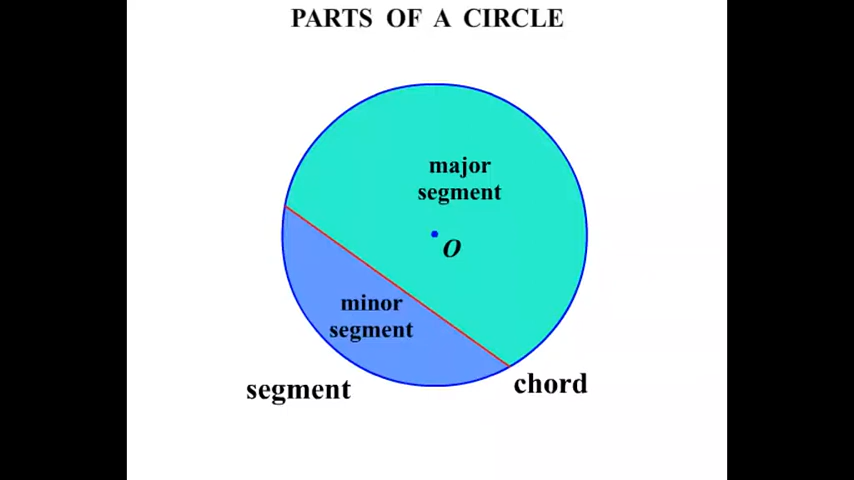 PARTS OF A CIRCLE
major
segment
O
minor
segment
segment
chord